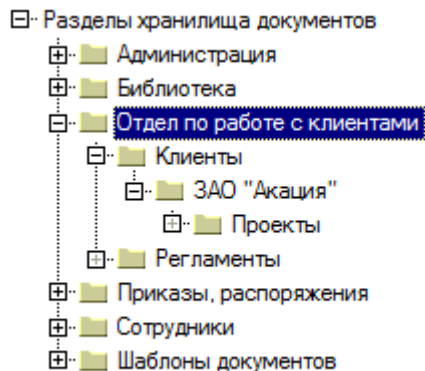 Разделы хранилища документов
Администрация
Библиотека
Отдел по работе с клиентами
Клиенты
ЗАО "Акация"
Проекты
Регламенты
Приказы, распоряжения
Сотрудники
Шаблоны документов